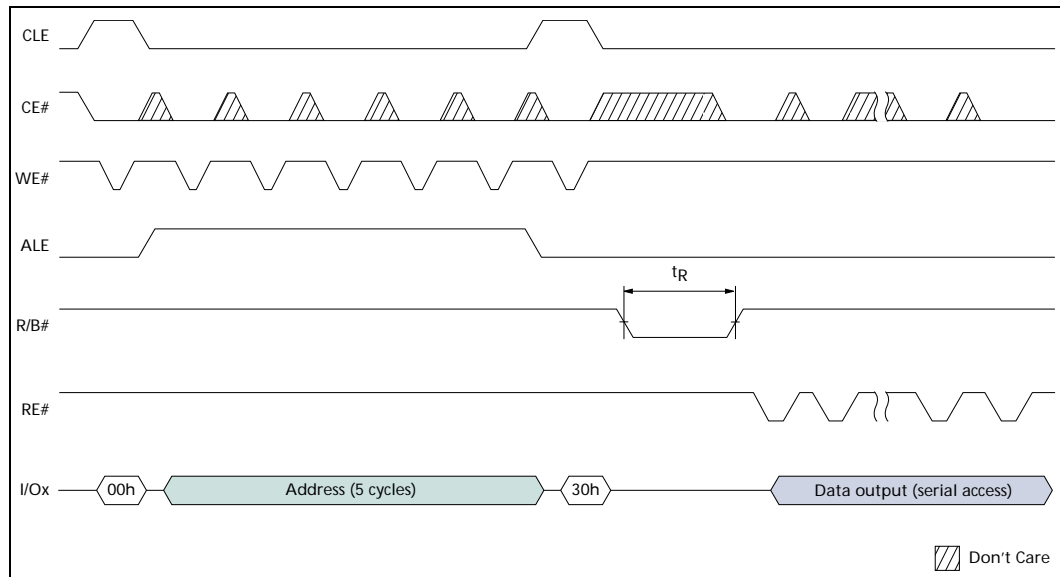 CLE
CE#
WE#
ALE
tR
R/B#
RE#
I/Ox 00h Address (5 cycles) 30h Data output (serial access)
Don't Care